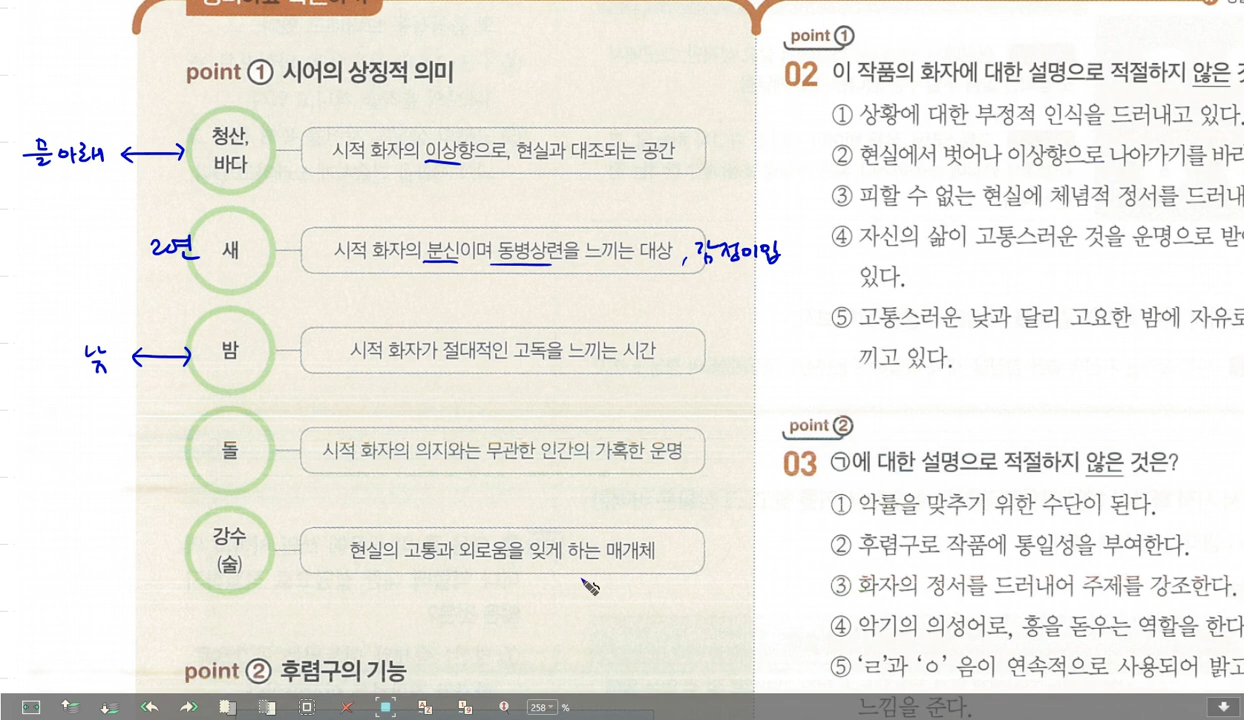 point ① 시어의 상징적 의미
청산,
바다
시적 화자의 이상향으로, 현실과 대조되는 공간
믈아래
새
시적 화자의 분신이며 동병상련을 느끼는 대상
2연
, 감정이입
밤
시적 화자가 절대적인 고독을 느끼는 시간
낮
돌
시적 화자의 의지와는 무관한 인간의 가혹한 운명
강수
(술)
현실의 고통과 외로움을 잊게 하는 매개체
point ② 후렴구의 기능
point ①
02 이 작품의 화자에 대한 설명으로 적절하지 않은
① 상황에 대한 부정적 인식을 드러내고 있다.
② 현실에서 벗어나 이상향으로 나아가기를 바라
③ 피할 수 없는 현실에 체념적 정서를 드러내
④ 자신의 삶이 고통스러운 것을 운명으로
있다.
⑤ 고통스러운 낮과 달리 고요한 밤에 자유로
끼고 있다.
point ②
03 ㉠에 대한 설명으로 적절하지 않은 것은?
① 악률을 맞추기 위한 수단이 된다.
② 후렴구로 작품에 통일성을 부여한다.
③ 화자의 정서를 드러내어 주제를 강조한다.
④ 악기의 의성어로, 흥을 돋우는 역할을 한다
⑤ ‘ㄹ’과 ‘ㅇ’ 음이 연속적으로 사용되어 밝고
느낌을 준다.
258 %